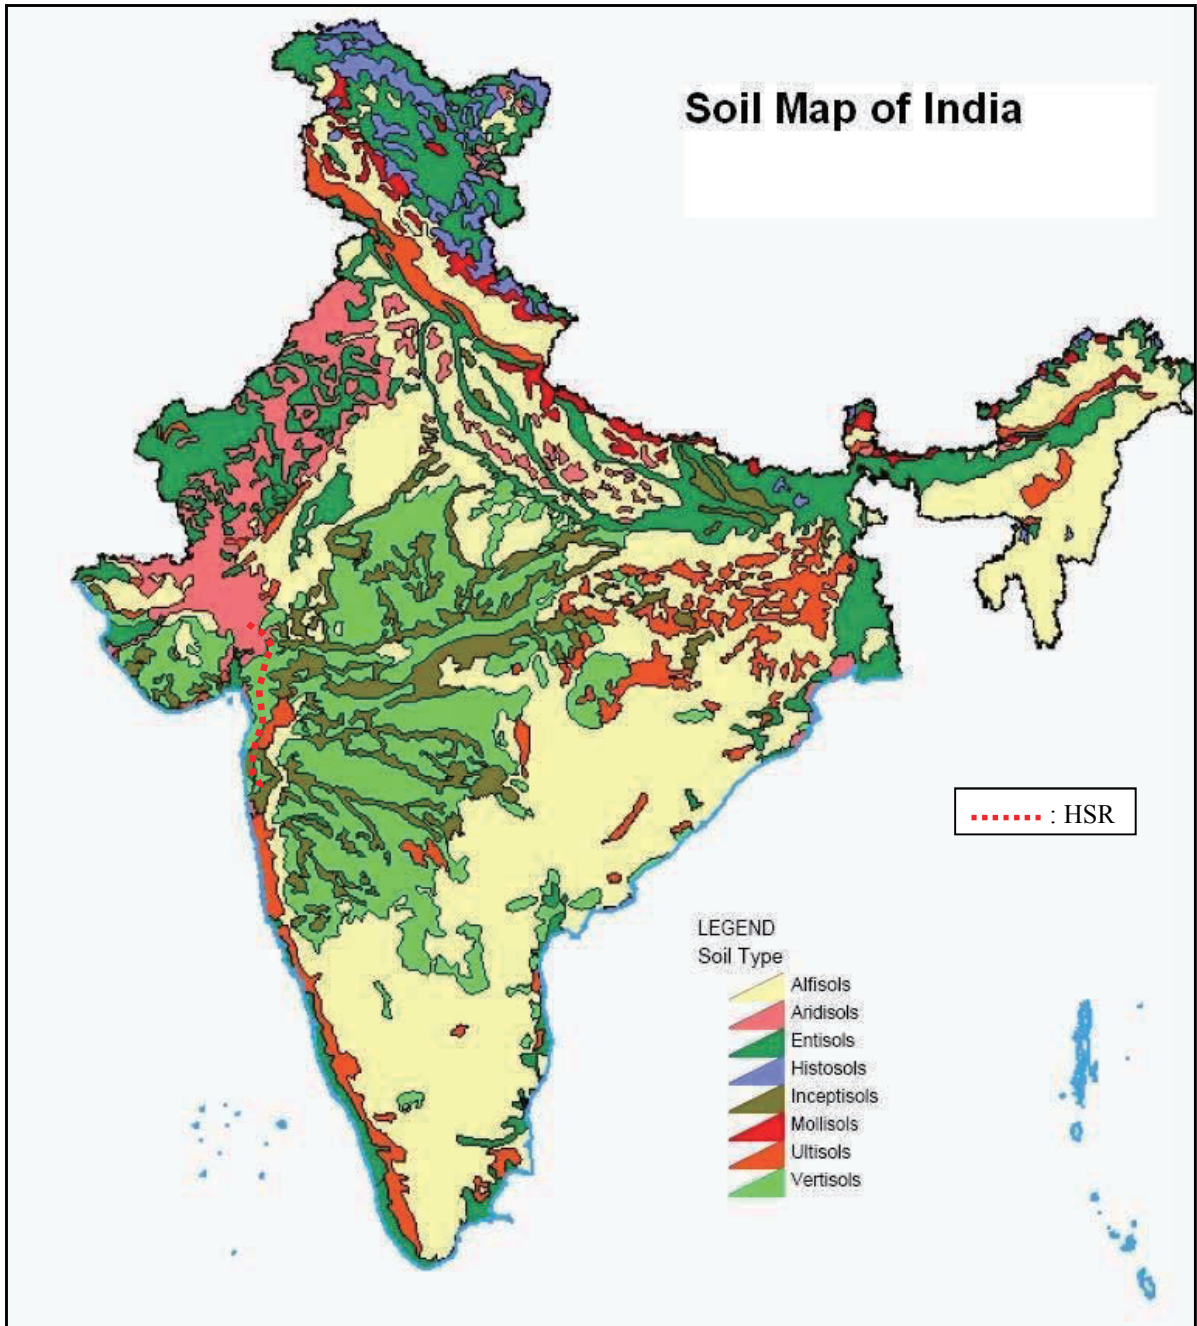 Soil Map of India
: HSR
LEGEND
Soil Type
Alfisols
Aridisols
Entisols
Histosols
Inceptisols
Mollisols
Ultisols
Vertisols